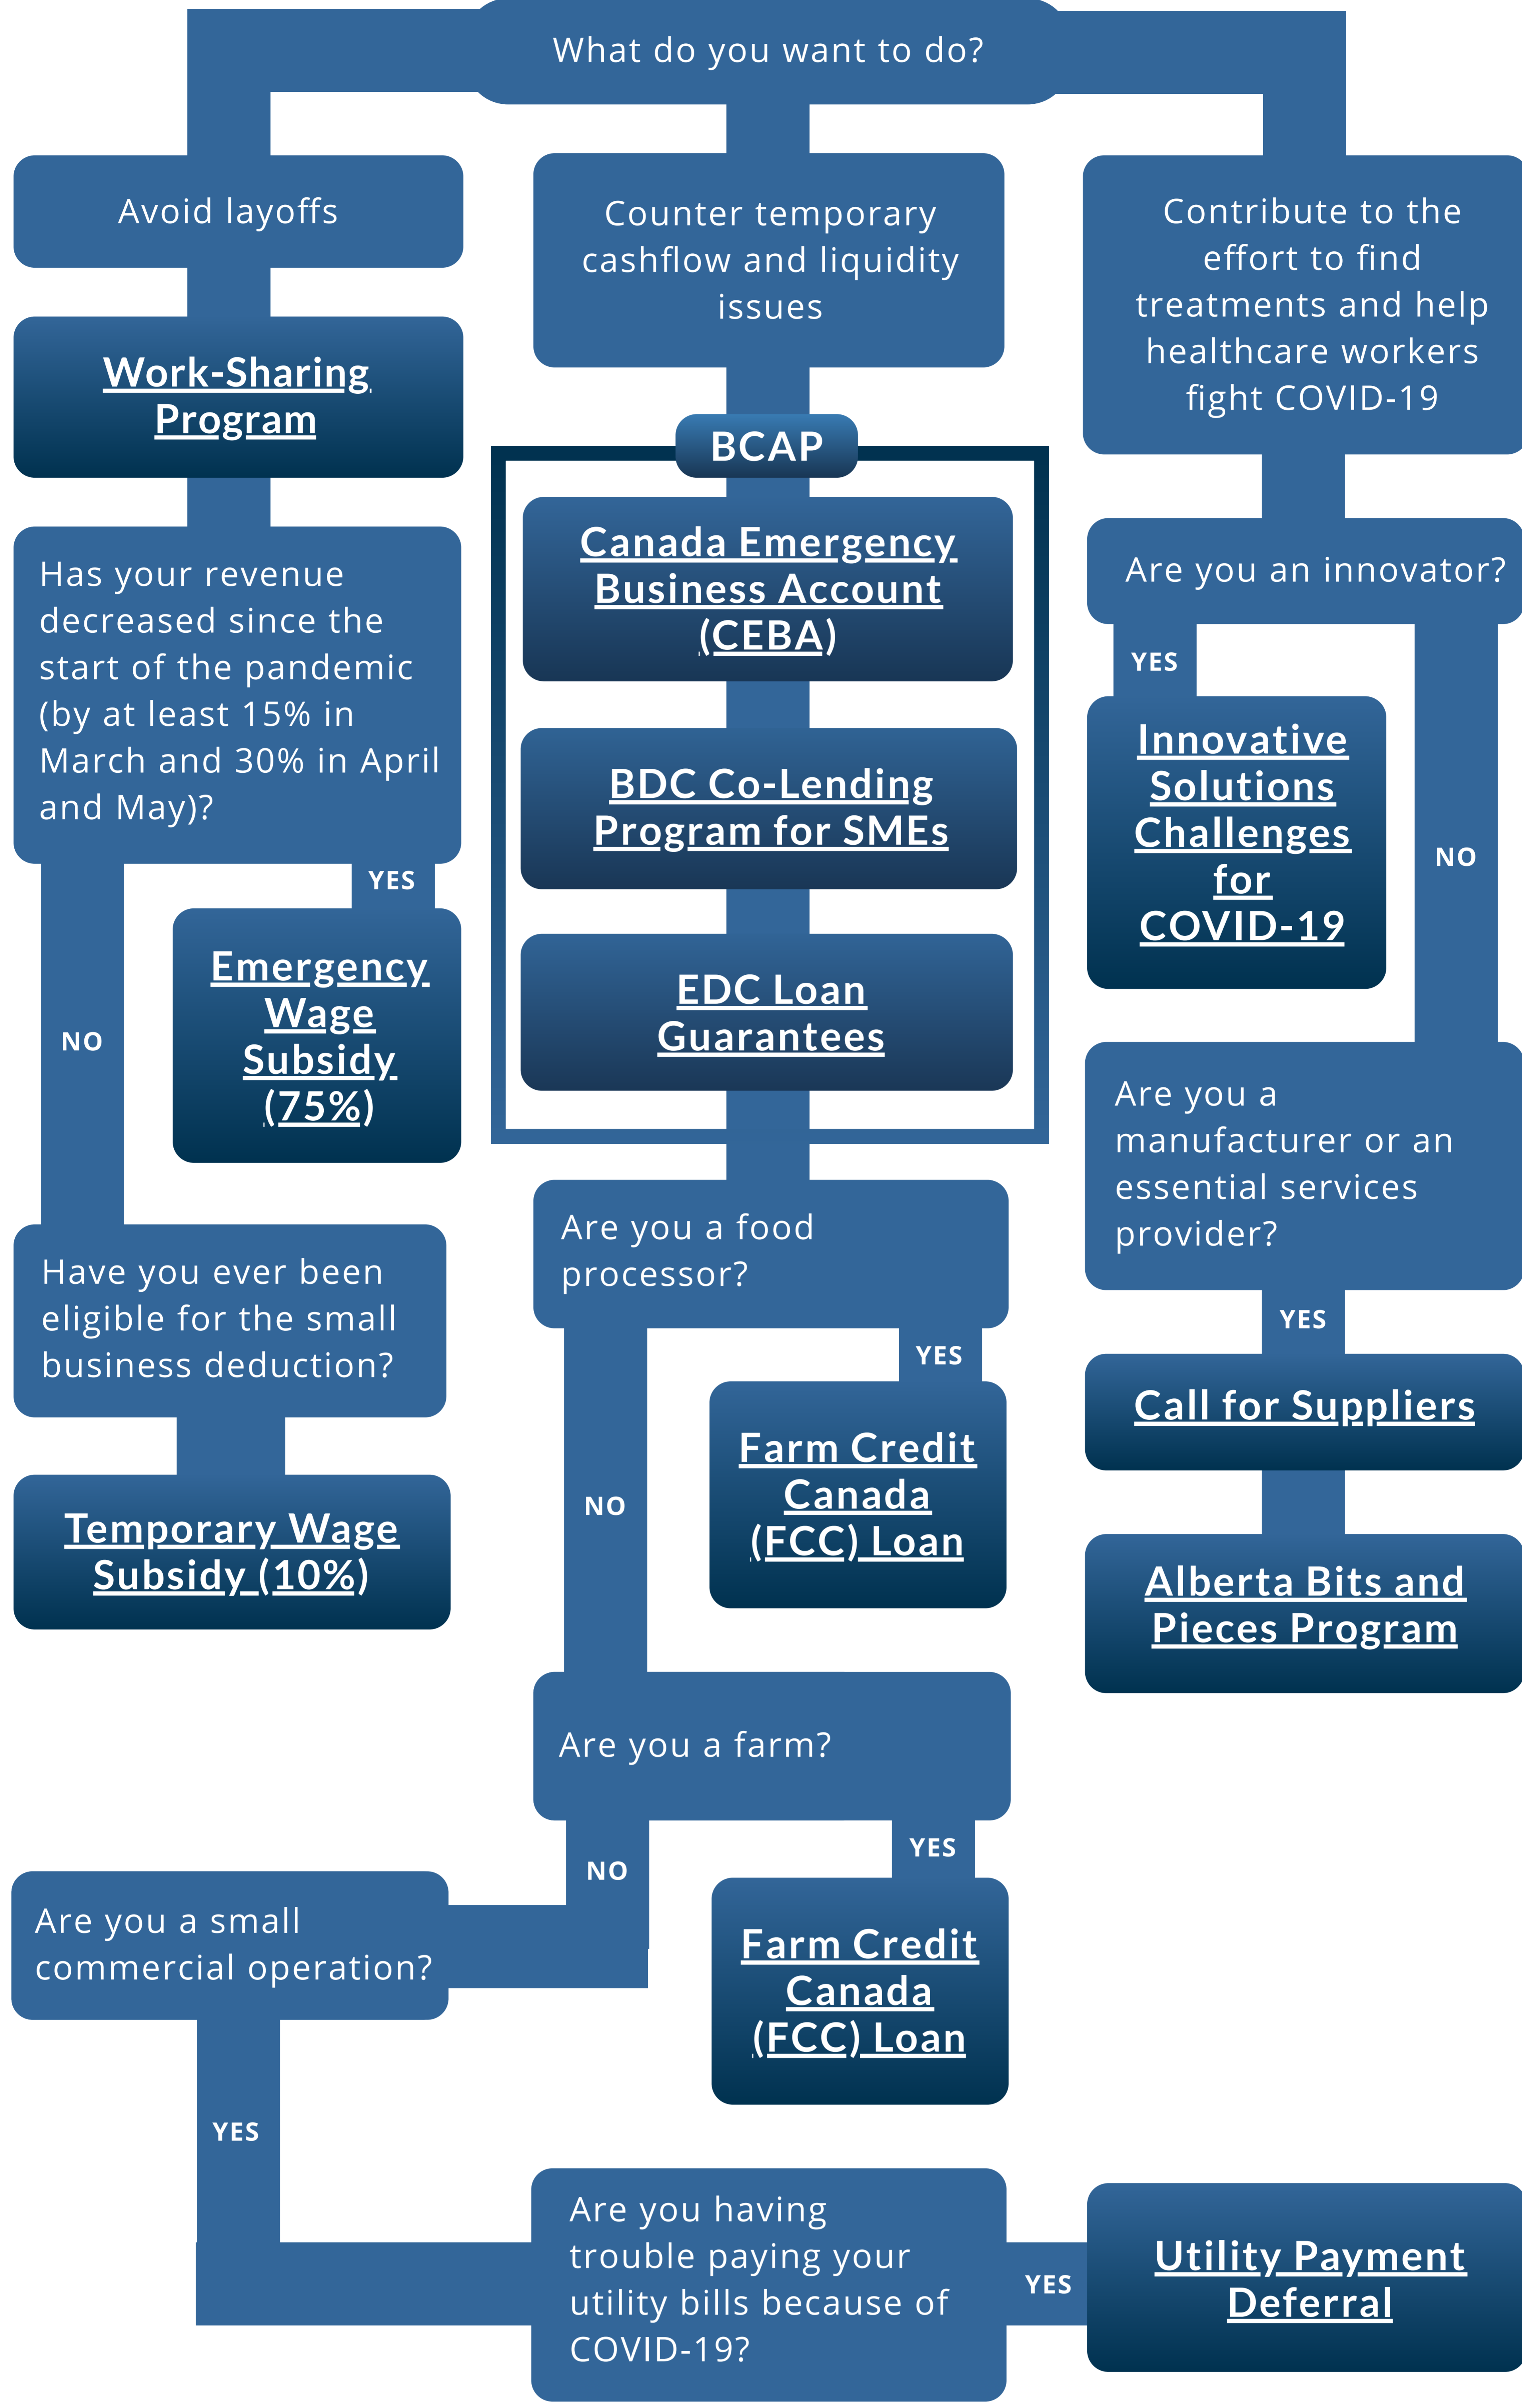 What do you want to do?
Avoid layoffs
Work-Sharing
Program
Has your revenue
decreased since the
start of the pandemic
(by at least 15% in
March and 30% in April
and May)?
YES
Emergency
Wage
Subsidy
(75%)
NO
Have you ever been
eligible for the small
business deduction?
Temporary Wage
Subsidy (10%)
Counter temporary
cashflow and liquidity
issues
BCAP
Canada Emergency
Business Account
(CEBA)
BDC Co-Lending
Program for SMEs
EDC Loan
Guarantees
Are you a food
processor?
YES
Farm Credit
Canada
(FCC) Loan
NO
Are you a farm?
YES
Farm Credit
Canada
(FCC) Loan
NO
Are you a small
commercial operation?
YES
Are you having
trouble paying your
utility bills because of
COVID-19?
YES
Utility Payment
Deferral
Contribute to the
effort to find
treatments and help
healthcare workers
fight COVID-19
Are you an innovator?
YES
Innovative
Solutions
Challenges
for
COVID-19
NO
Are you a
manufacturer or an
essential services
provider?
YES
Call for Suppliers
Alberta Bits and
Pieces Program